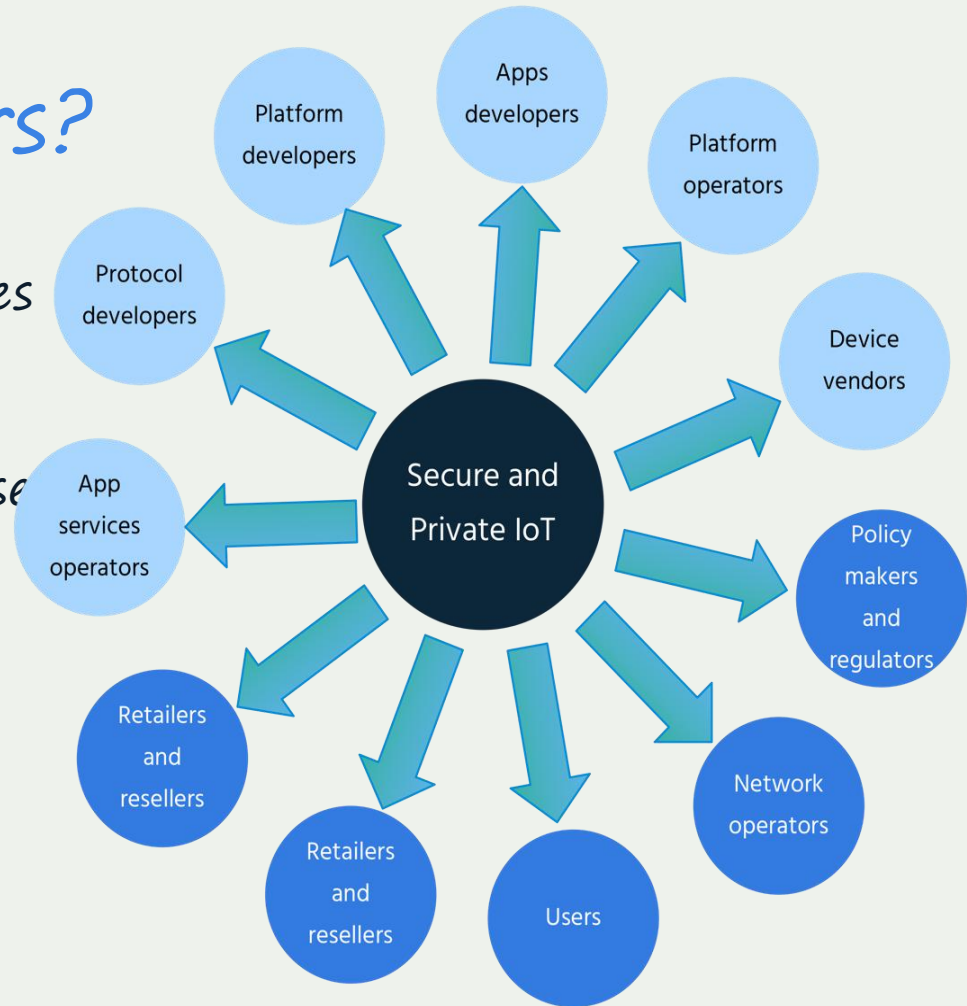 rs?
es
se
Apps
developers
Platform
developers
Platform
operators
Protocol
developers
Device
vendors
App
services
operators
Secure and
Private IoT
Policy
makers
and
regulators
Retailers
and
resellers
Network
operators
Retailers
and
resellers
Users